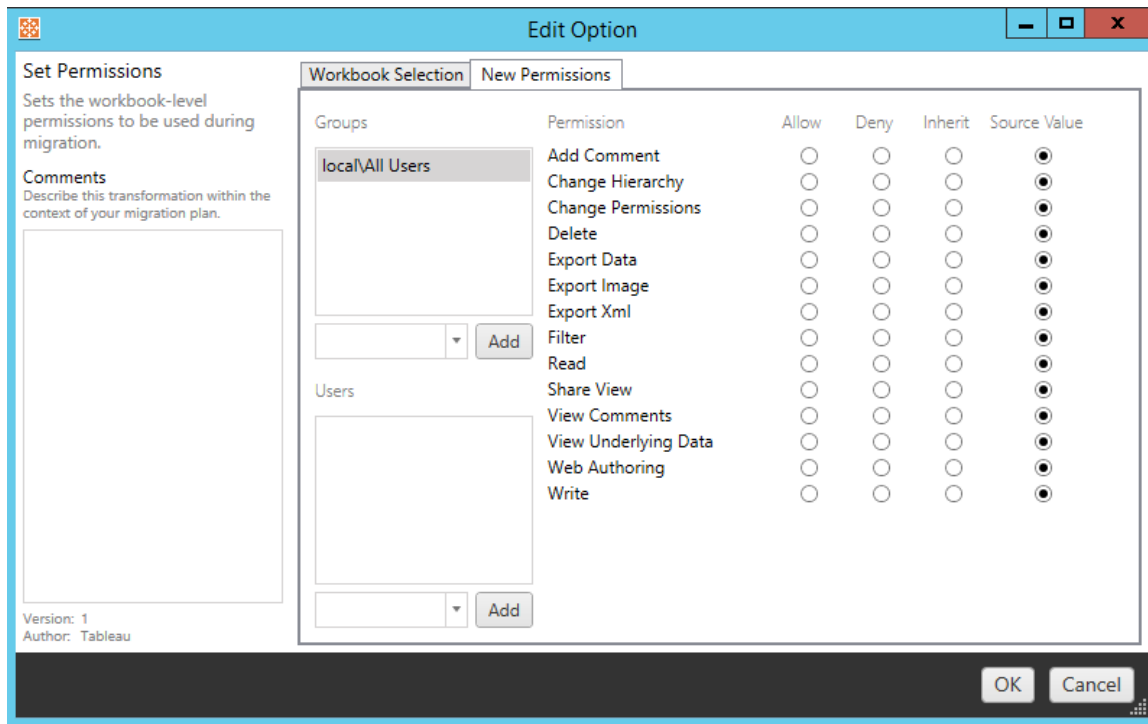 Edit Option
x
Set Permissions
Sets the workbook-level
permissions to be used during
migration.
Comments
Describe this transformation within the
context of your migration plan.
Version: 1
Author: Tableau
Workbook Selection
New Permissions
Groups
local\All Users
Add
Users
Add
Permission Allow Deny Inherit Source Value
Add Comment
Change Hierarchy
Change Permissions
Delete
Export Data
Export Image
Export Xml
Filter
Read
Share View
View Comments
View Underlying Data
Web Authoring
Write
OK
Cancel